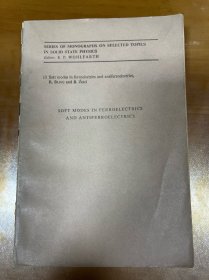 SERIES OF MONOGRAPHS ON SELECTED TOPICS
IN SOLID STATE PHYSICS
Editor: E. P. WOHLFARTH
13 Soft modes in ferroelectrics and antiferroelectrics,
R. BLINC and B. ŽEKŠ
SOFT MODES IN FERROELECTRICS
AND ANTIFERROELECTRICS